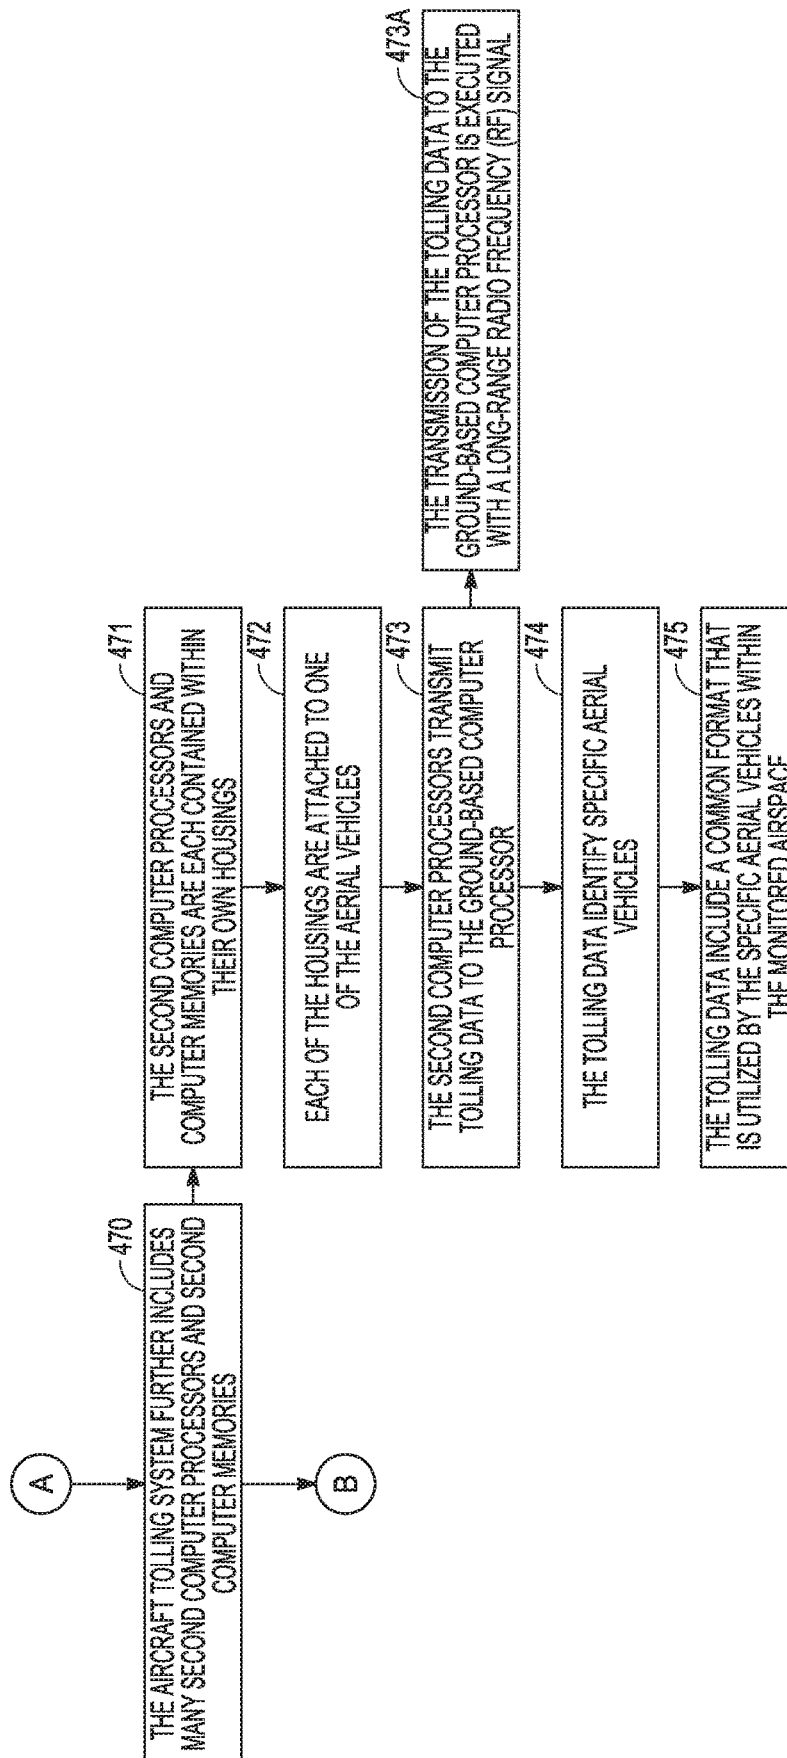 A
470
THE AIRCRAFT TOLLING SYSTEM FURTHER INCLUDES
MANY SECOND COMPUTER PROCESSORS AND SECOND
COMPUTER MEMORIES
B
471
THE SECOND COMPUTER PROCESSORS AND
COMPUTER MEMORIES ARE EACH CONTAINED WITHIN
THEIR OWN HOUSINGS
472
EACH OF THE HOUSINGS ARE ATTACHED TO ONE
OF THE AERIAL VEHICLES
473
THE SECOND COMPUTER PROCESSORS TRANSMIT
TOLLING DATA TO THE GROUND-BASED COMPUTER
PROCESSOR
473A
THE TRANSMISSION OF THE TOLLING DATA TO THE
GROUND-BASED COMPUTER PROCESSOR IS EXECUTED
WITH A LONG-RANGE RADIO FREQUENCY (RF) SIGNAL
474
THE TOLLING DATA IDENTIFY SPECIFIC AERIAL
VEHICLES
475
THE TOLLING DATA INCLUDE A COMMON FORMAT THAT
IS UTILIZED BY THE SPECIFIC AERIAL VEHICLES WITHIN
THE MONITORED AIRSPACE